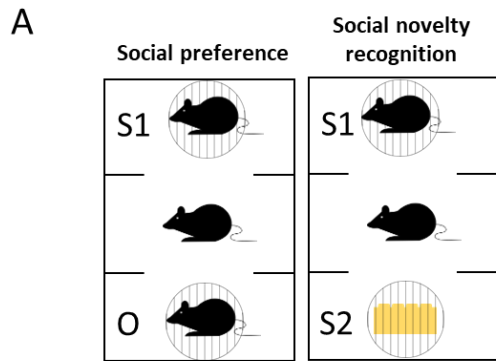 A
Social preference
Social novelty
recognition
S1
S1
O
S2